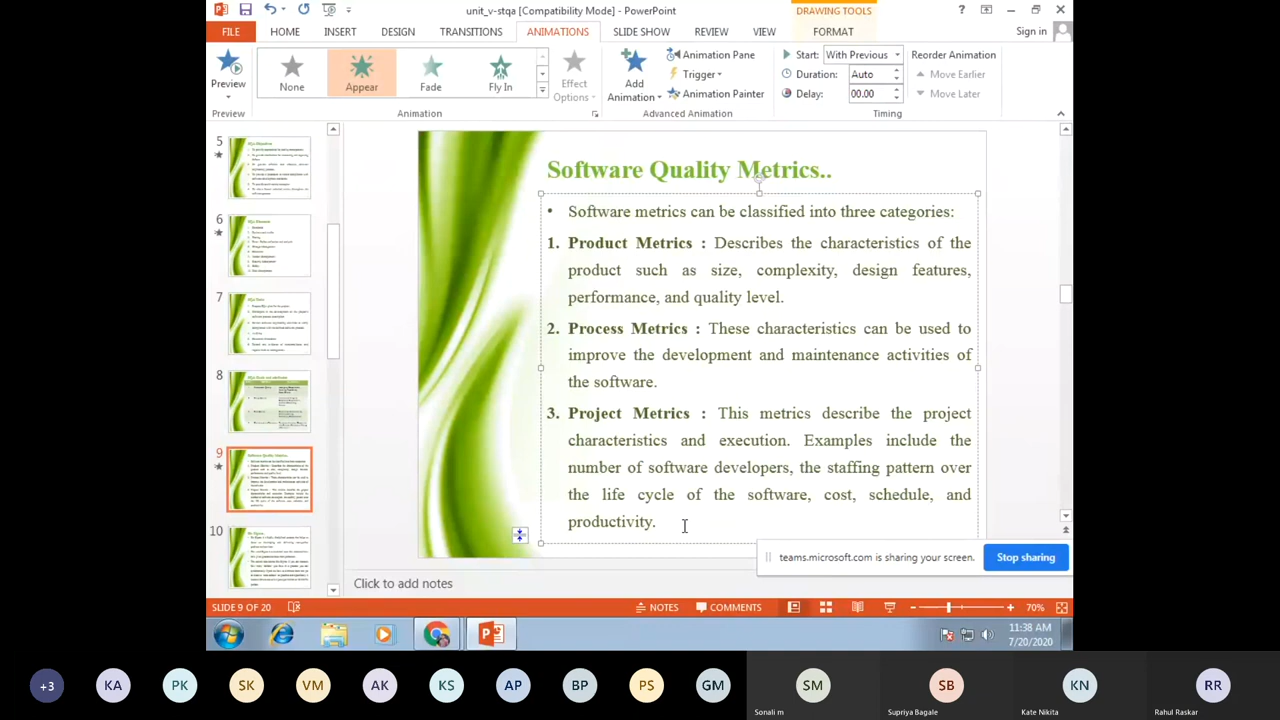 unit_v-stqa [Compatibility Mode] - PowerPoint
DRAWING TOOLS
FILE HOME INSERT DESIGN TRANSITIONS ANIMATIONS SLIDE SHOW REVIEW VIEW FORMAT Sign in
Preview
None Appear Fade Fly In
Effect Options
Add Animation
Animation Pane
Trigger
Animation Painter
Start: With Previous
Duration: Auto
Delay: 00.00
Reorder Animation
Move Earlier
Move Later
Preview Animation Advanced Animation Timing
5
6
7
8
9
10
Software Quality Metrics..
• Software metrics can be classified into three categories:
1. Product Metrics : Describes the characteristics of the
product such as size, complexity, design features,
performance, and quality level.
2. Process Metrics : These characteristics can be used to
improve the development and maintenance activities of
the software.
3. Project Metrics : This metrics describe the project
characteristics and execution. Examples include the
number of software developers, the staffing pattern
the life cycle of the software, cost, schedule,
productivity.
teams.microsoft.com is sharing your screen.
Stop sharing
Click to add notes
SLIDE 9 OF 20
NOTES COMMENTS 70%
11:38 AM
7/20/2020
+3 KA PK SK VM AK KS AP BP PS GM SM SB KN RR
Sonali m Supriya Bagale Kate Nikita Rahul Raskar